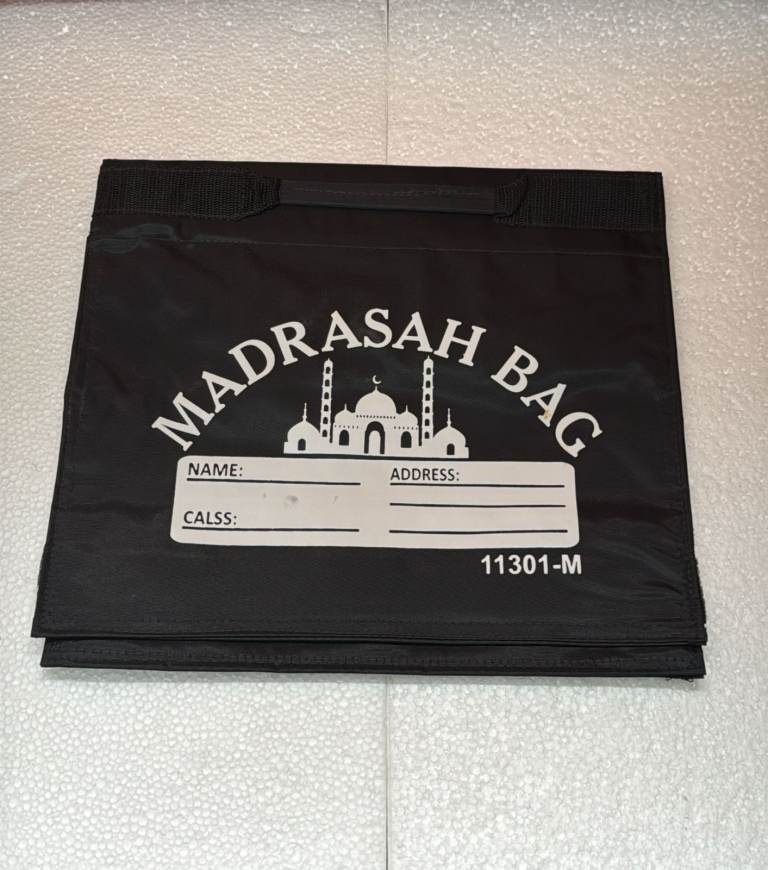 MADRASAH BAG
NAME:
CALSS:
ADDRESS:
11301-M